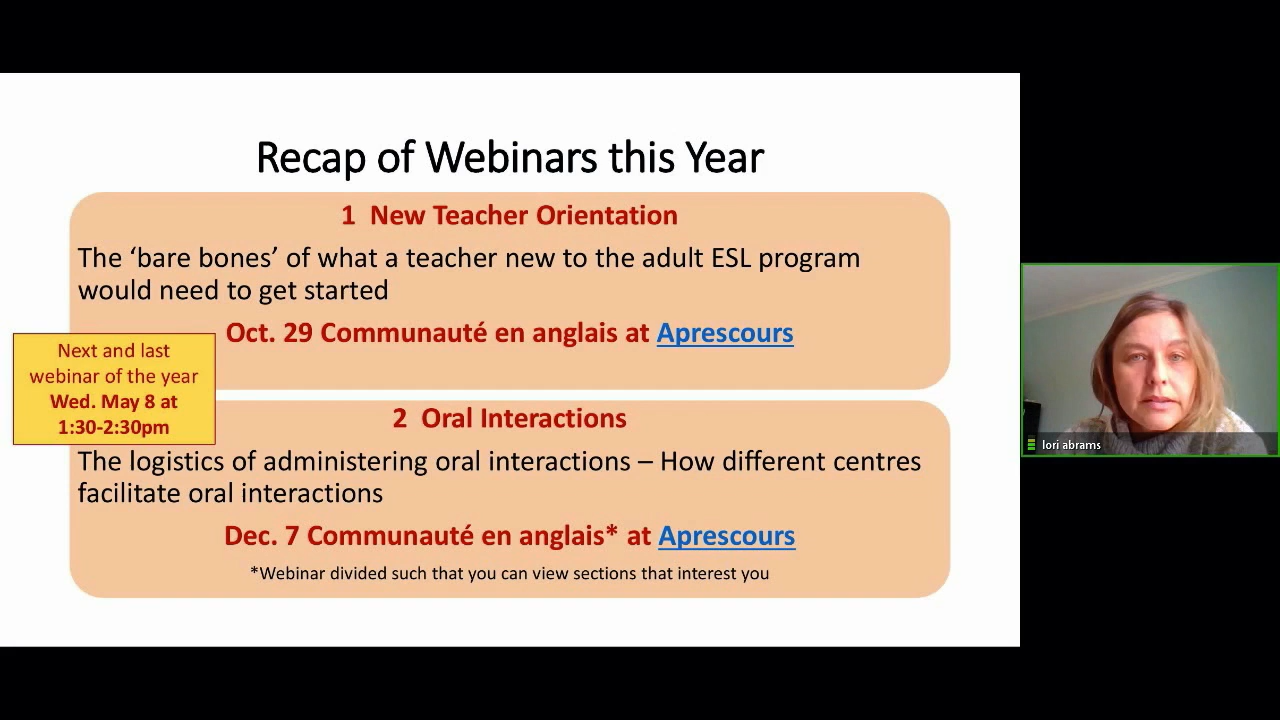 Recap of Webinars this Year
1 New Teacher Orientation
The ‘bare bones’ of what a teacher new to the adult ESL program
would need to get started
Oct. 29 Communauté en anglais at Aprescours
Next and last
webinar of the year
Wed. May 8 at
1:30-2:30pm
2 Oral Interactions
The logistics of administering oral interactions – How different centres
facilitate oral interactions
Dec. 7 Communauté en anglais* at Aprescours
*Webinar divided such that you can view sections that interest you
lori abrams